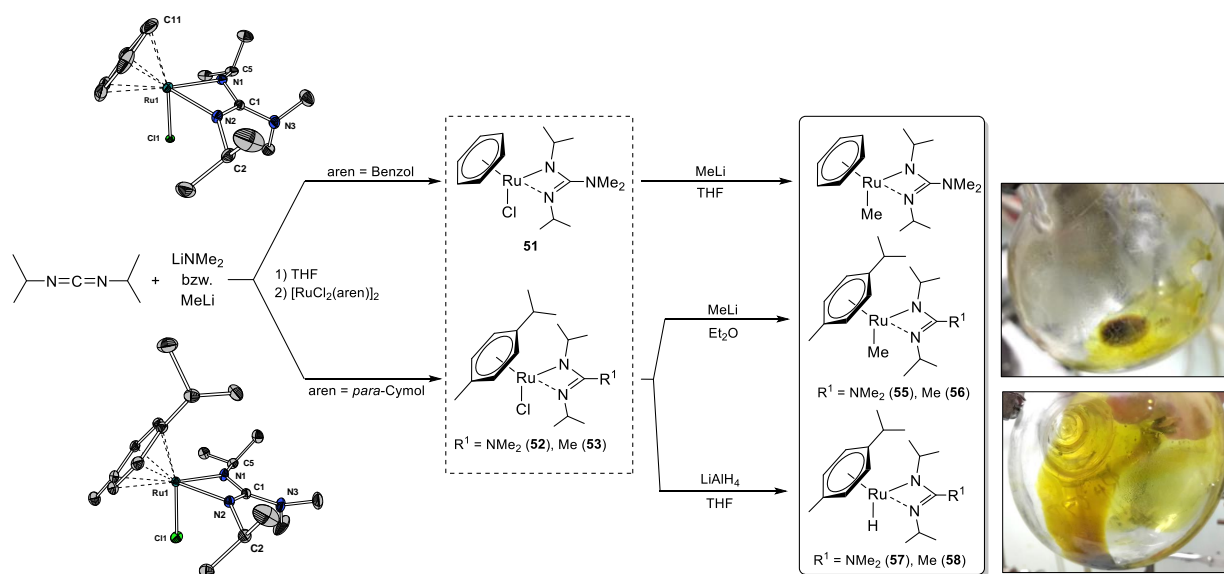 C11
C5
N1
Ru1
C1
N2
N3
Cl1
C2
N=C=N
+
LiNMe2
bzw.
MeLi
1) THF
2) [RuCl2(aren)]2
aren = Benzol
aren = para-Cymol
N
Ru
NMe2
N
Cl
51
N
Ru
R1
N
Cl
R1 = NMe2 (52), Me (53)
C5
N1
Ru1
C1
N3
N2
Cl1
C2
MeLi
THF
MeLi
Et2O
LiAlH4
THF
N
Ru
NMe2
N
Me
N
Ru
R1
N
Me
R1 = NMe2 (55), Me (56)
N
Ru
R1
N
H
R1 = NMe2 (57), Me (58)